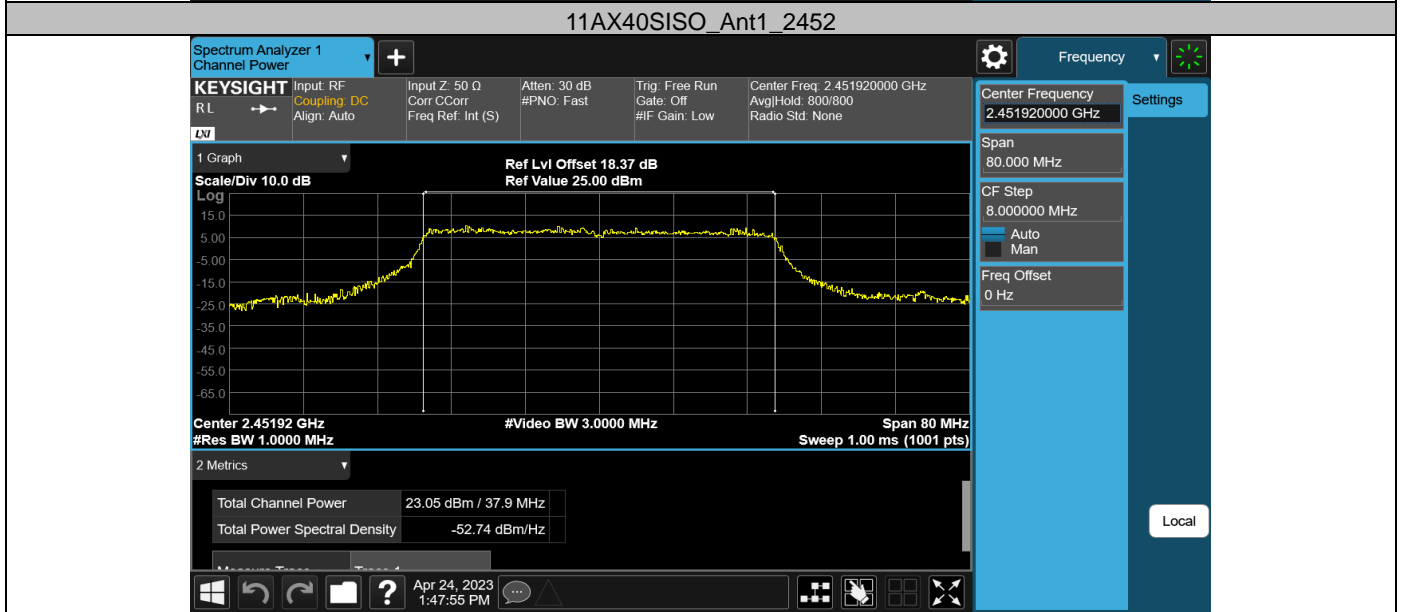 11AX40SISO_Ant1_2452
Spectrum Analyzer 1
Channel Power
+
Frequency
KEYSIGHT
R L
LXI
Input: RF
Coupling: DC
Align: Auto
Input Z: 50 Ω
Corr CCorr
Freq Ref: Int (S)
Atten: 30 dB
#PNO: Fast
Trig: Free Run
Gate: Off
#IF Gain: Low
Center Freq: 2.451920000 GHz
Avg|Hold: 800/800
Radio Std: None
Center Frequency
2.451920000 GHz
Settings
Span
80.000 MHz
CF Step
8.000000 MHz
Auto
Man
Freq Offset
0 Hz
1 Graph
Ref Lvl Offset 18.37 dB
Scale/Div 10.0 dB
Ref Value 25.00 dBm
Log
15.0
5.00
-5.00
-15.0
-25.0
-35.0
-45.0
-55.0
-65.0
Center 2.45192 GHz
#Video BW 3.0000 MHz
Span 80 MHz
#Res BW 1.0000 MHz
Sweep 1.00 ms (1001 pts)
2 Metrics
Total Channel Power 23.05 dBm / 37.9 MHz
Total Power Spectral Density -52.74 dBm/Hz
Measure Trace Trace 1
Local
?
Apr 24, 2023
1:47:55 PM